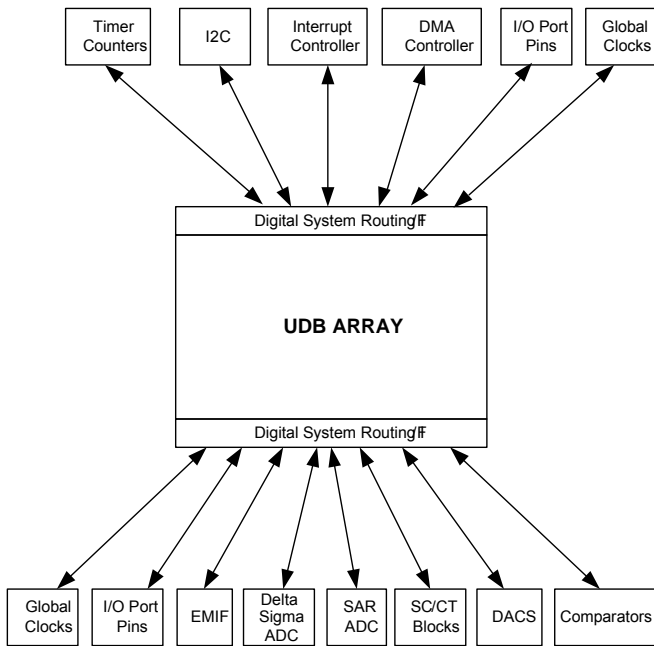 Timer
Counters
I2C
Interrupt
Controller
DMA
Controller
I/O Port
Pins
Global
Clocks
Digital System Routing I/F
UDB ARRAY
Digital System Routing I/F
Global
Clocks
I/O Port
Pins
EMIF
Delta
Sigma
ADC
SAR
ADC
SC/CT
Blocks
DACS
Comparators